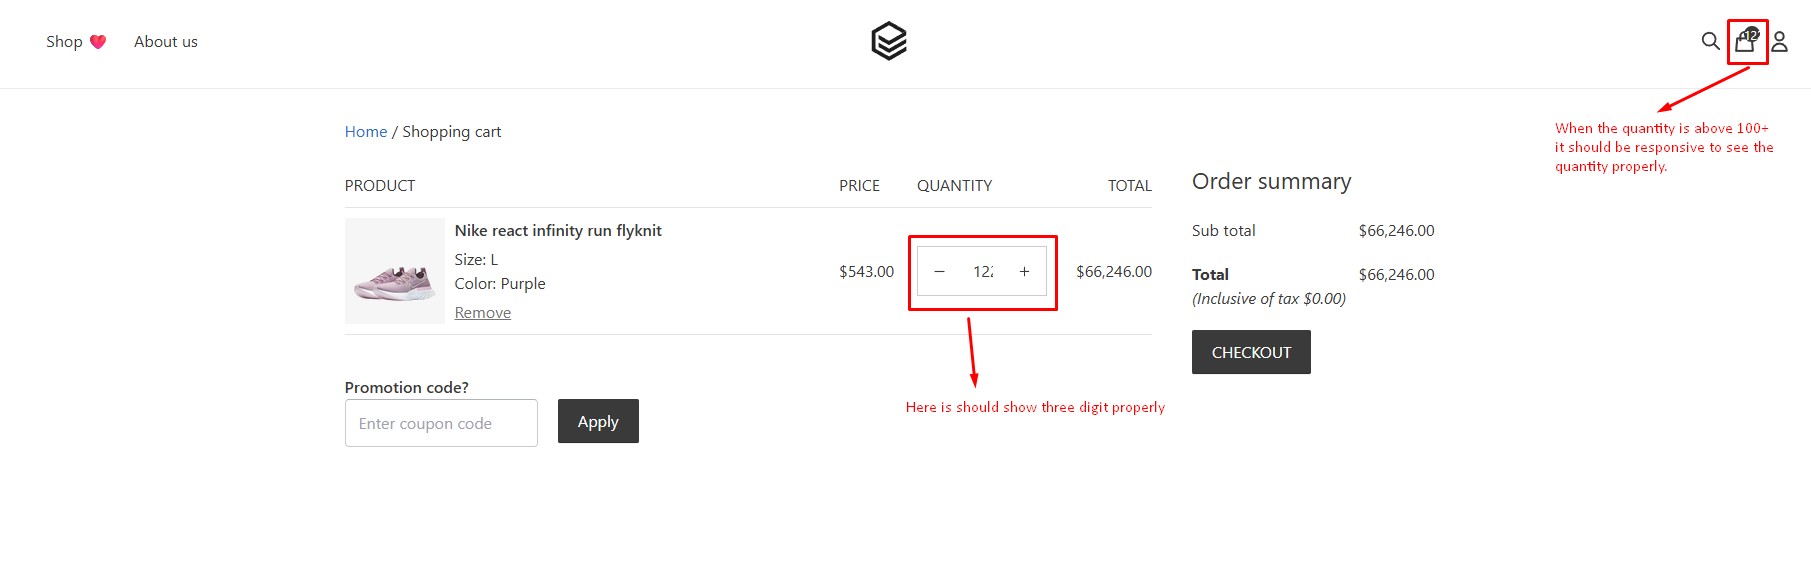 Shop ❤️ About us
12
When the quantity is above 100+
it should be responsive to see the
quantity properly.
Home / Shopping cart
PRODUCT PRICE QUANTITY TOTAL
Nike react infinity run flyknit
Size: L
Color: Purple
Remove
$543.00 − 122 + $66,246.00
Order summary
Sub total $66,246.00
Total $66,246.00
(Inclusive of tax $0.00)
CHECKOUT
Here is should show three digit properly
Promotion code?
Enter coupon code Apply